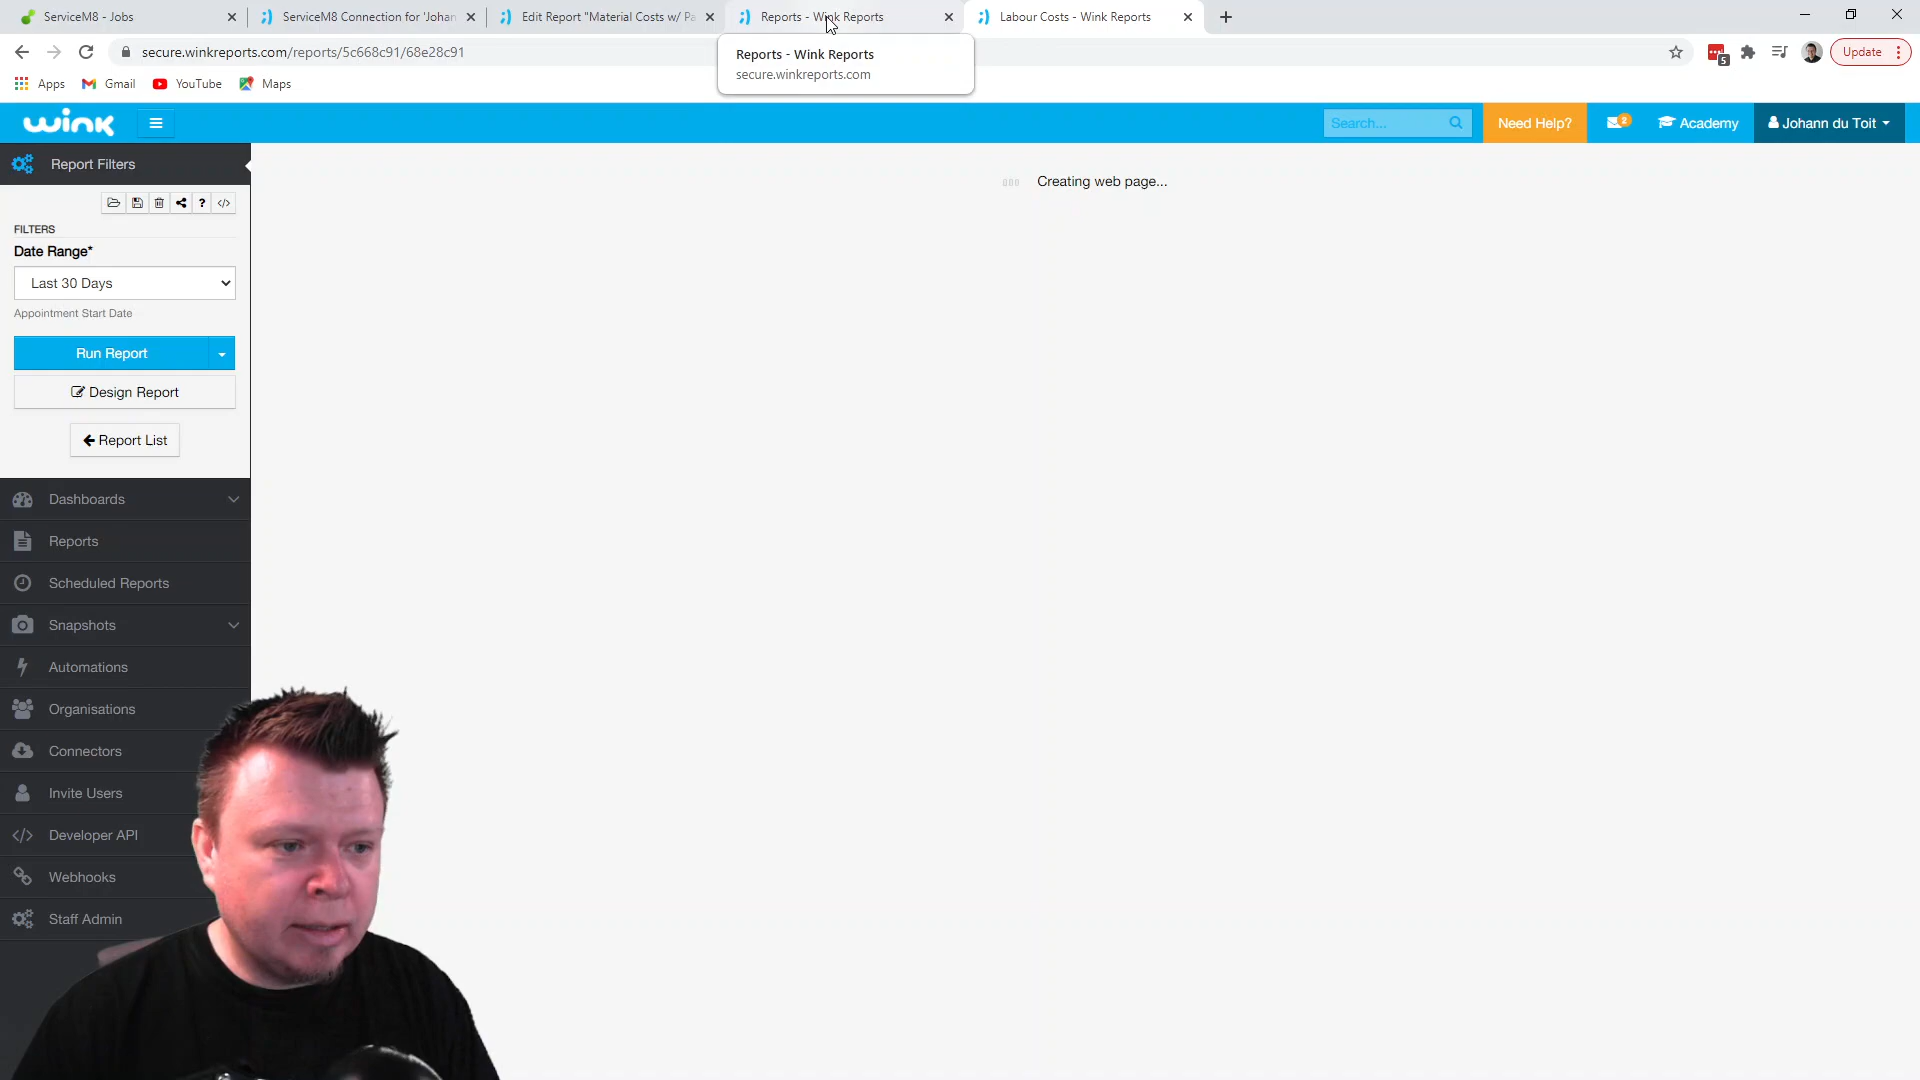 ServiceM8 - Jobs
ServiceM8 Connection for 'Johan
Edit Report "Material Costs w/ Pa
Reports - Wink Reports
Labour Costs - Wink Reports
secure.winkreports.com/reports/5c668c91/68e28c91
Reports - Wink Reports
secure.winkreports.com
5
Update
Apps
Gmail
YouTube
Maps
wink
Search...
Need Help?
2
Academy
Johann du Toit
Report Filters
Creating web page...
?
</>
FILTERS
Date Range*
Last 30 Days
Appointment Start Date
Run Report
Design Report
Report List
Dashboards
Reports
Scheduled Reports
Snapshots
Automations
Organisations
Connectors
Invite Users
</> Developer API
Webhooks
Staff Admin